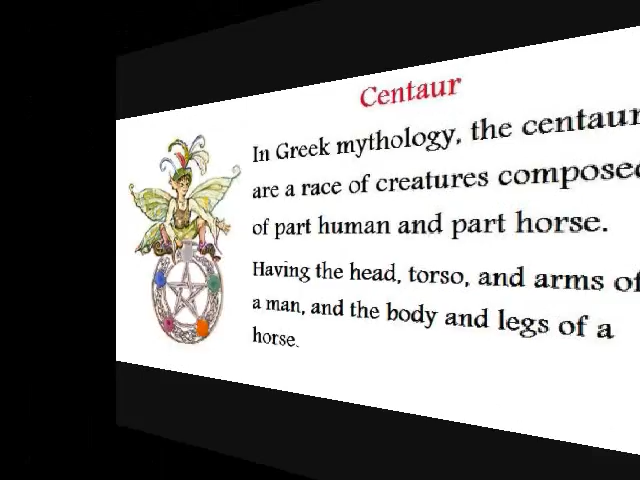 Centaur
In Greek mythology, the centaur
are a race of creatures composed
of part human and part horse.
Having the head, torso, and arms of
a man, and the body and legs of a
horse.